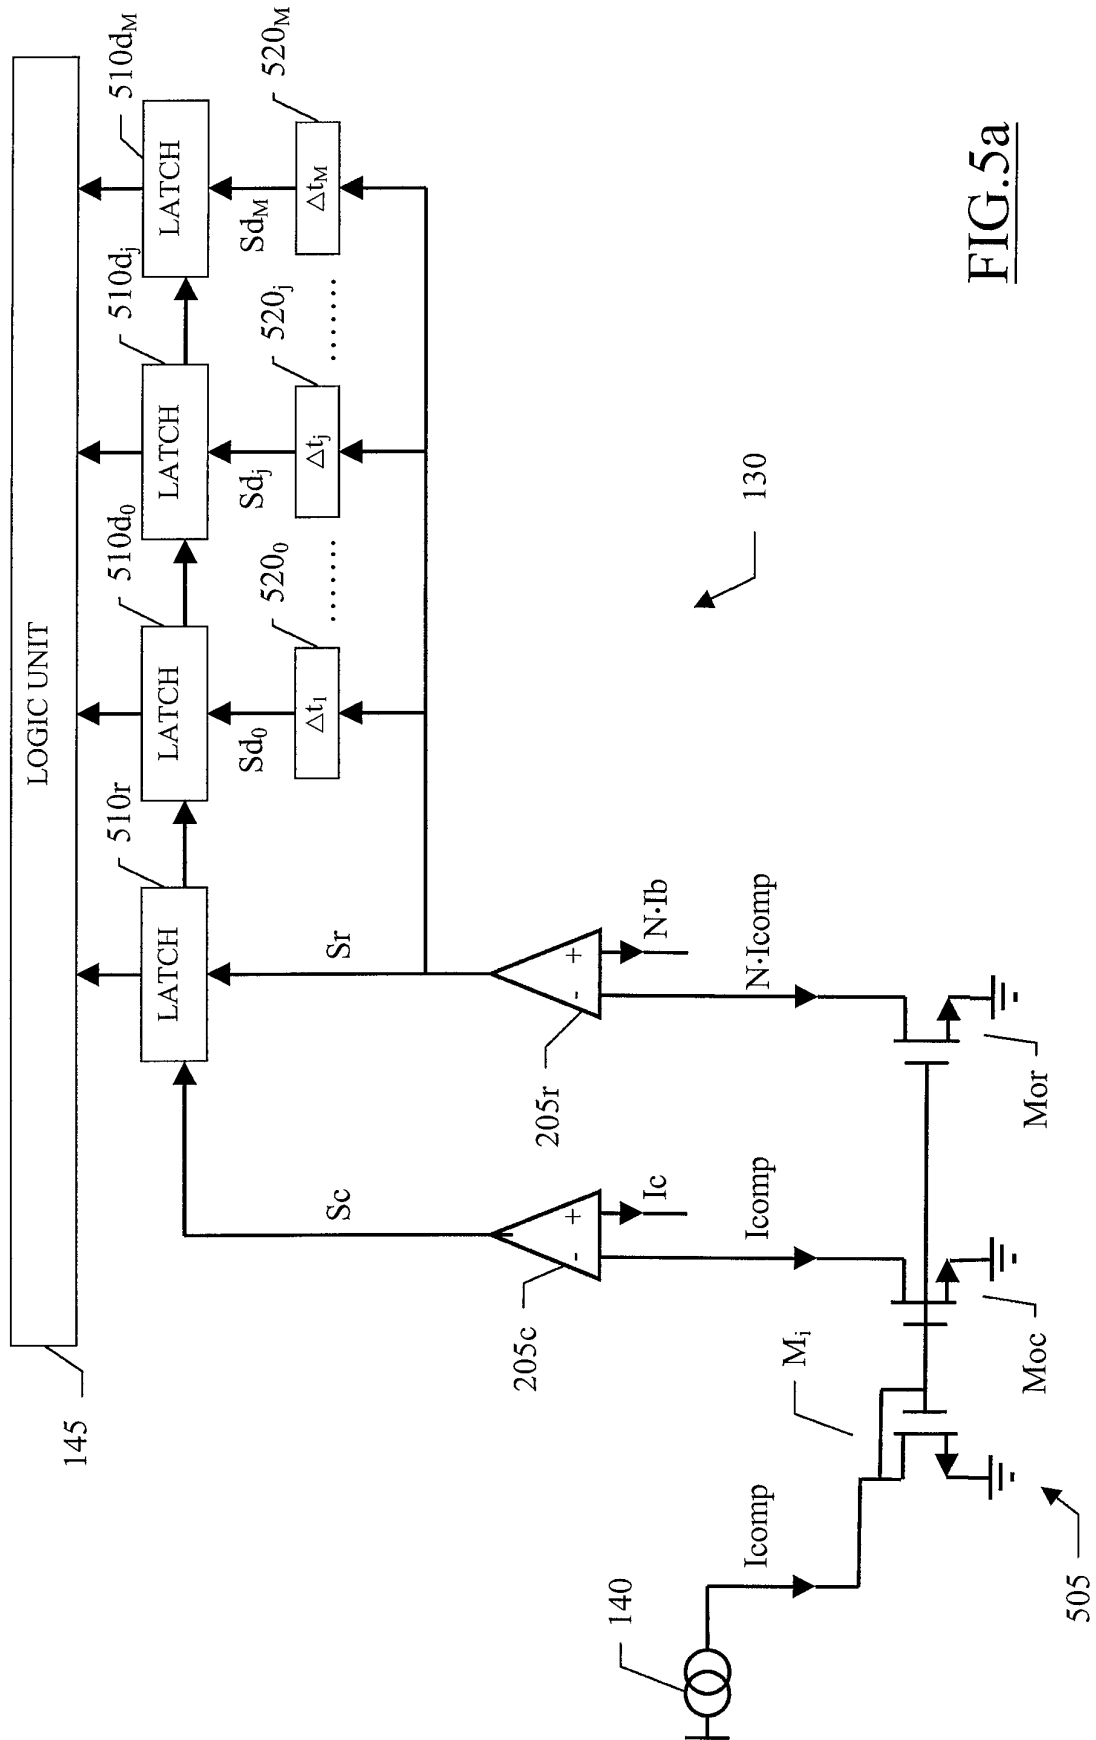 145
LOGIC UNIT
510r
510d0
510dj
510dM
LATCH
LATCH
LATCH
LATCH
Sc
Sr
Sd0
Sdj
SdM
5200
520j
520M
Δt1
Δtj
ΔtM
.......
.......
205c
- +
205r
- +
Ic
N·Ib
140
Icomp
Icomp
N·Icomp
Mi
Moc
Mor
505
130
FIG.5a